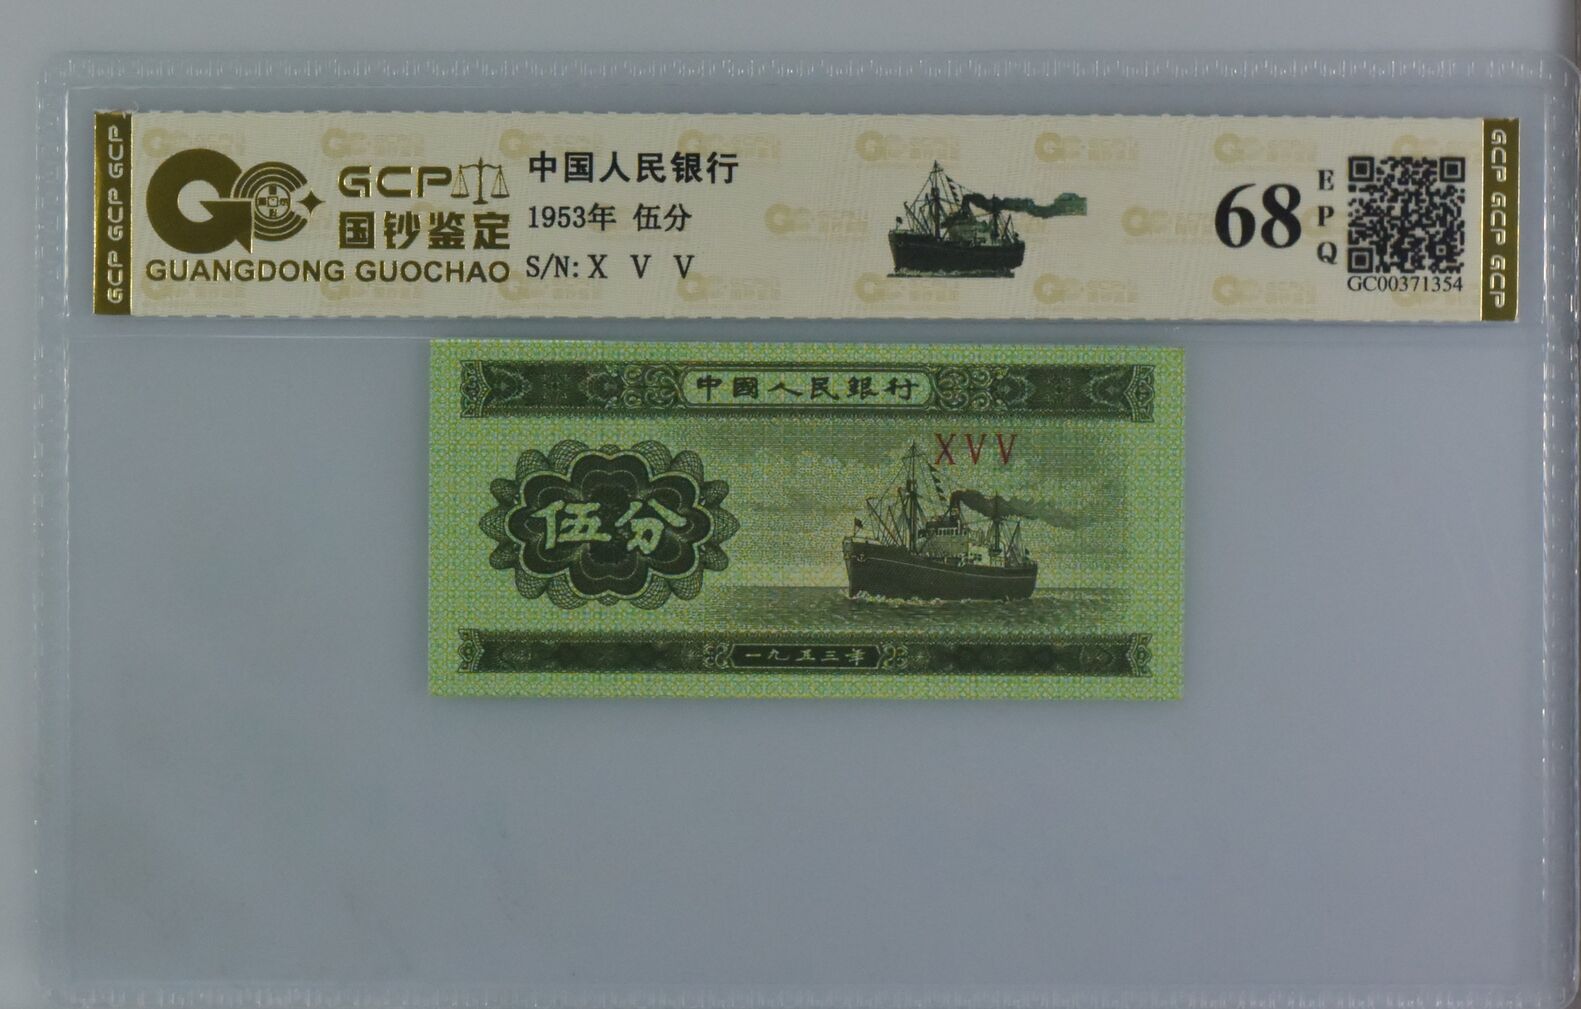 GCP
国钞鉴定
GUANGDONG GUOCHAO
中国人民银行
1953年 伍分
S/N: X V V
68
EPQ
GC00371354
GCP GCP GCP
GCP GCP GCP
中國人民銀行
XVV
伍分
一九五三年